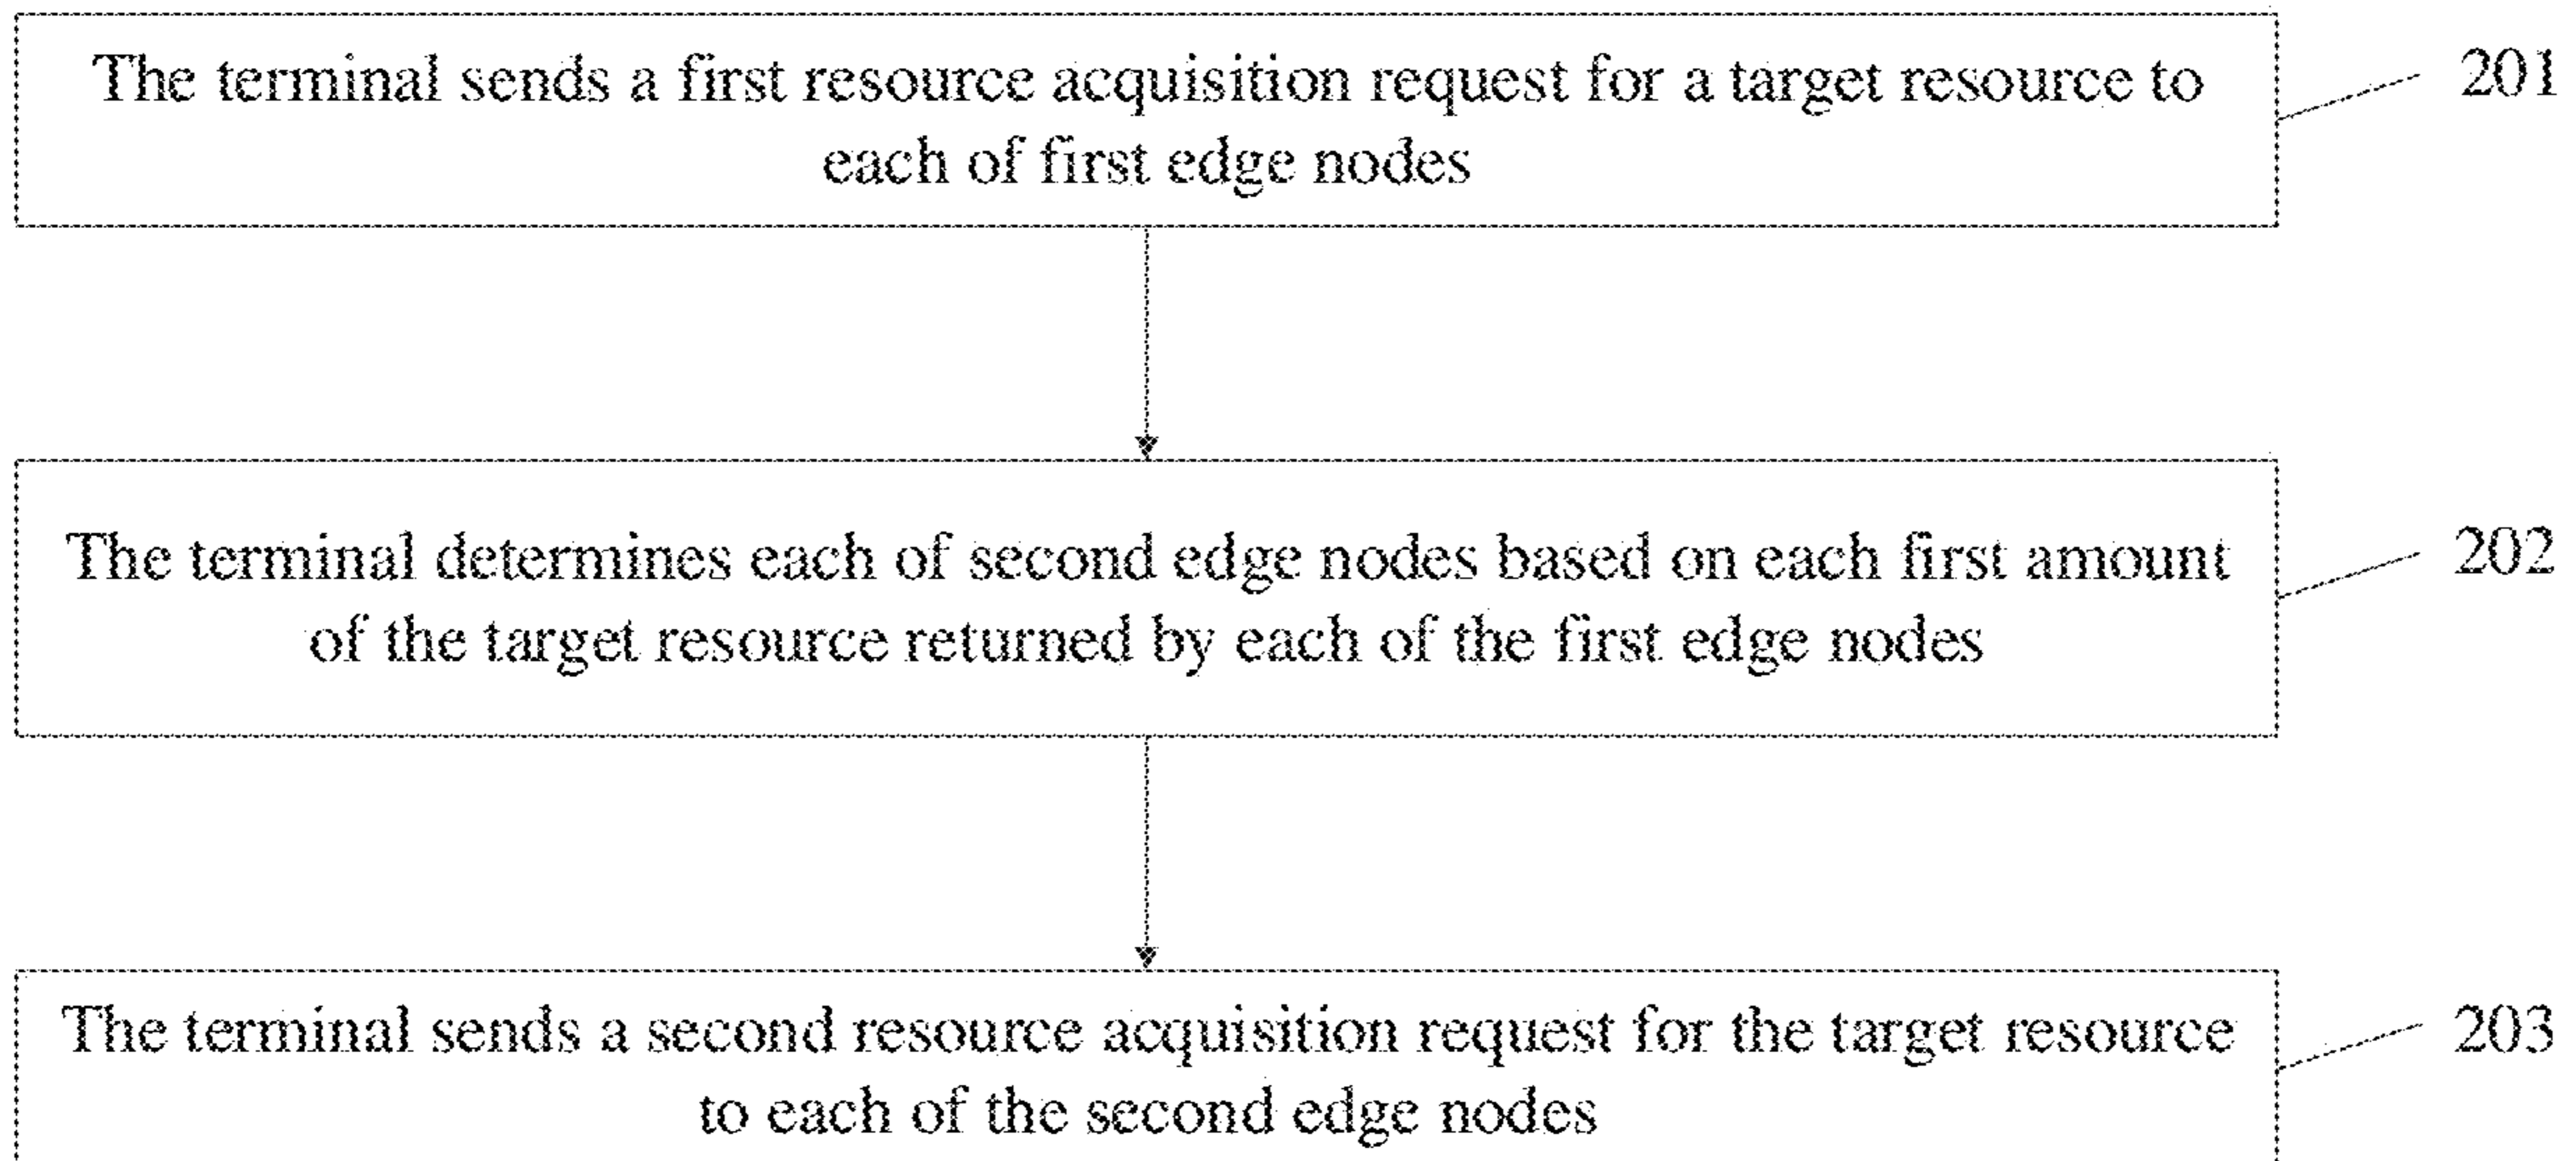 The terminal sends a first resource acquisition request for a target resource to
each of first edge nodes
201
The terminal determines each of second edge nodes based on each first amount
of the target resource returned by each of the first edge nodes
202
The terminal sends a second resource acquisition request for the target resource
to each of the second edge nodes
203